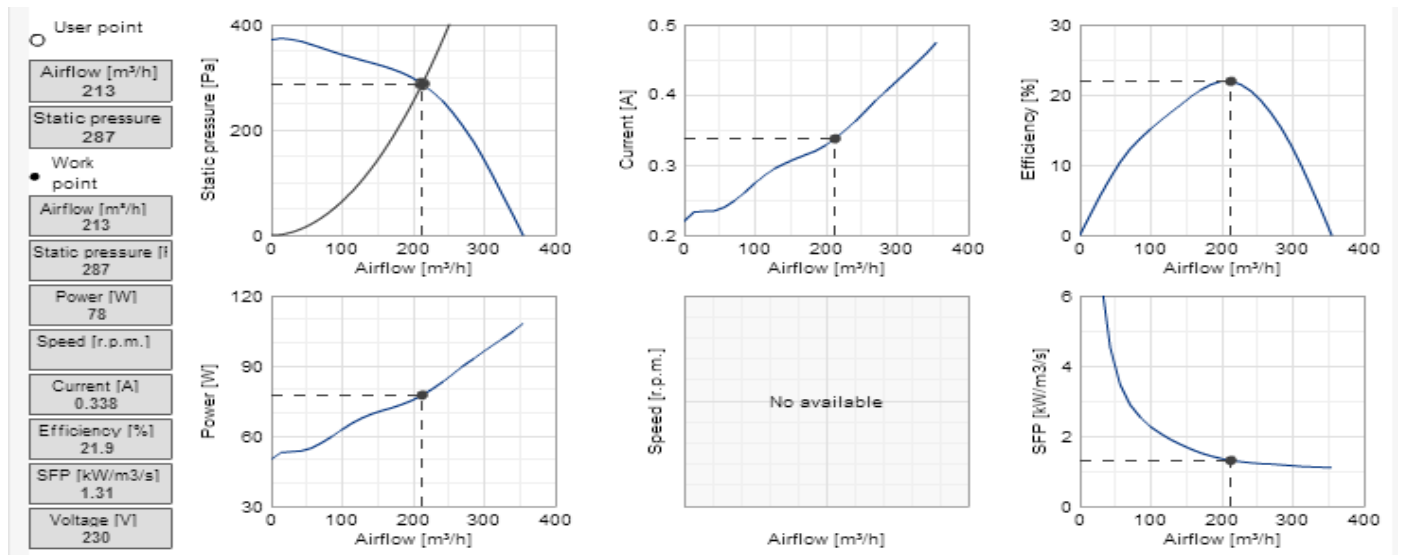 User point
Airflow [m³/h]
213
Static pressure
287
Work
point
Airflow [m³/h]
213
Static pressure [F
287
Power [W]
78
Speed [r.p.m.]
Current [A]
0.338
Efficiency [%]
21.9
SFP [kW/m3/s]
1.31
Voltage [V]
230
Static pressure [Pa]
400
200
0
0 100 200 300 400
Airflow [m³/h]
Current [A]
0.5
0.4
0.3
0.2
0 100 200 300 400
Airflow [m³/h]
Efficiency [%]
30
20
10
0
0 100 200 300 400
Airflow [m³/h]
Power [W]
120
90
60
30
0 100 200 300 400
Airflow [m³/h]
Speed [r.p.m.]
No available
Airflow [m³/h]
SFP [kW/m3/s]
6
4
2
0
0 100 200 300 400
Airflow [m³/h]